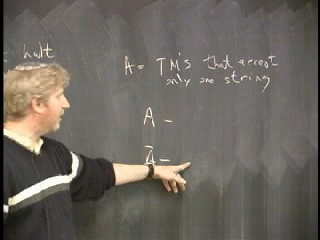 halt
A = TM's that accept
only one string
A -
Ā -